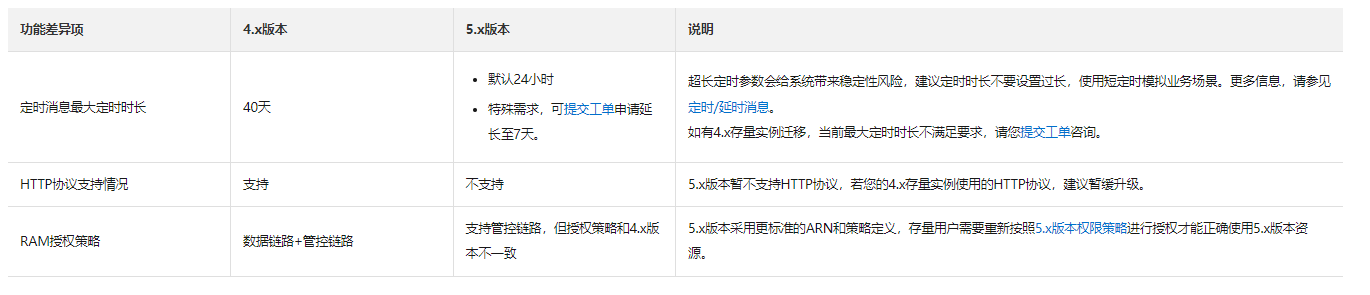 功能差异项 4.x版本 5.x版本 说明
定时消息最大定时时长
40天
• 默认24小时
• 特殊需求，可提交工单申请延
长至7天。
超长定时参数会给系统带来稳定性风险，建议定时时长不要设置过长，使用短定时模拟业务场景。更多信息，请参见
定时/延时消息。
如有4.x存量实例迁移，当前最大定时时长不满足要求，请您提交工单咨询。
HTTP协议支持情况
支持
不支持
5.x版本暂不支持HTTP协议，若您的4.x存量实例使用的HTTP协议，建议暂缓升级。
RAM授权策略
数据链路+管控链路
支持管控链路，但授权策略和4.x版
本不一致
5.x版本采用更标准的ARN和策略定义，存量用户需要重新按照5.x版本权限策略进行授权才能正确使用5.x版本资
源。